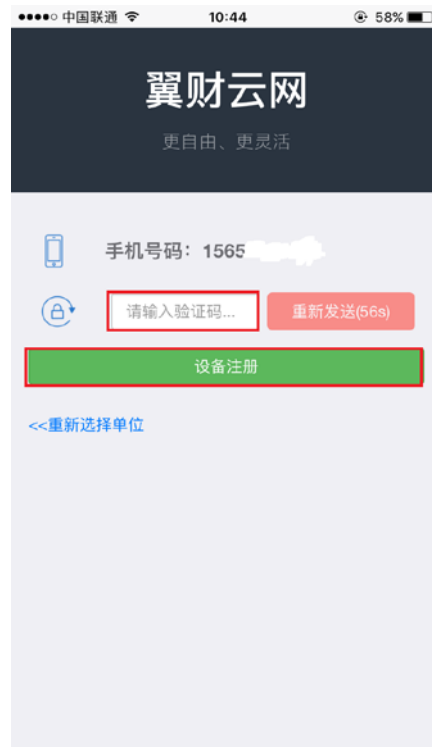 中国联通 10:44 58%
翼财云网
更自由、更灵活
手机号码：1565
请输入验证码... 重新发送(56s)
设备注册
<<重新选择单位